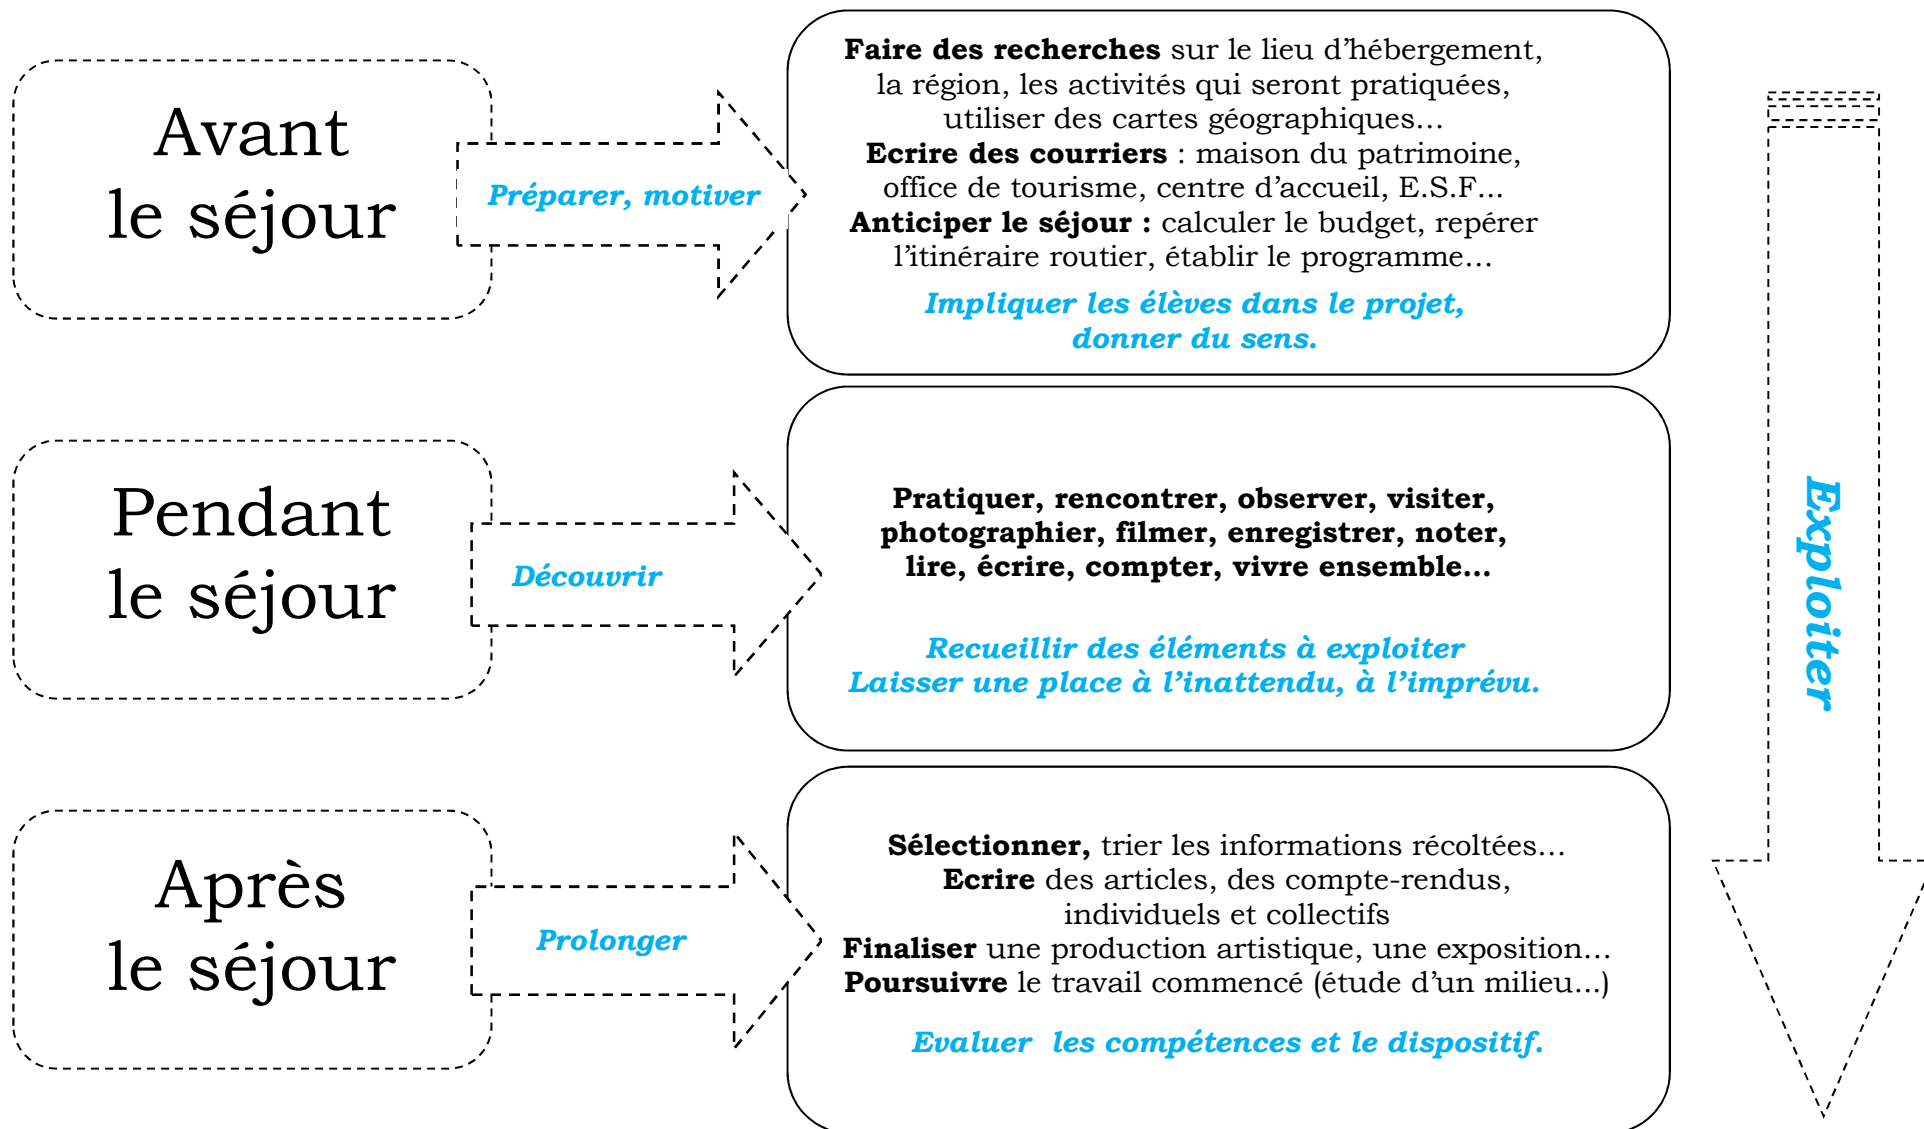 Avant
le séjour
Préparer, motiver
Faire des recherches sur le lieu d’hébergement,
la région, les activités qui seront pratiquées,
utiliser des cartes géographiques…
Ecrire des courriers : maison du patrimoine,
office de tourisme, centre d’accueil, E.S.F…
Anticiper le séjour : calculer le budget, repérer
l’itinéraire routier, établir le programme…
Impliquer les élèves dans le projet,
donner du sens.
Pendant
le séjour
Découvrir
Pratiquer, rencontrer, observer, visiter,
photographier, filmer, enregistrer, noter,
lire, écrire, compter, vivre ensemble…
Recueillir des éléments à exploiter
Laisser une place à l’inattendu, à l’imprévu.
Après
le séjour
Prolonger
Sélectionner, trier les informations récoltées…
Ecrire des articles, des compte-rendus,
individuels et collectifs
Finaliser une production artistique, une exposition…
Poursuivre le travail commencé (étude d’un milieu…)
Evaluer  les compétences et le dispositif.
Exploiter